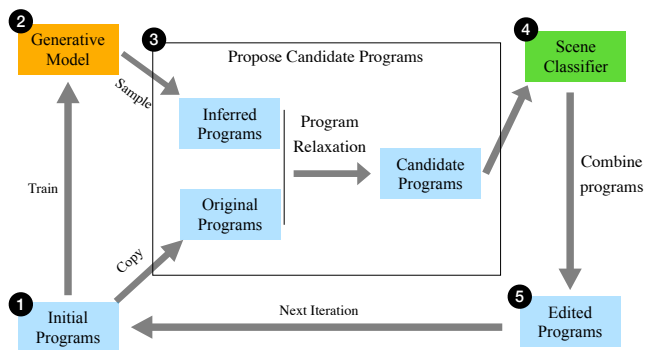 2
Generative
Model
3
Propose Candidate Programs
4
Scene
Classifier
Sample
Inferred
Programs
Program
Relaxation
Candidate
Programs
Combine
programs
Train
Original
Programs
Copy
1
Initial
Programs
Next Iteration
5
Edited
Programs